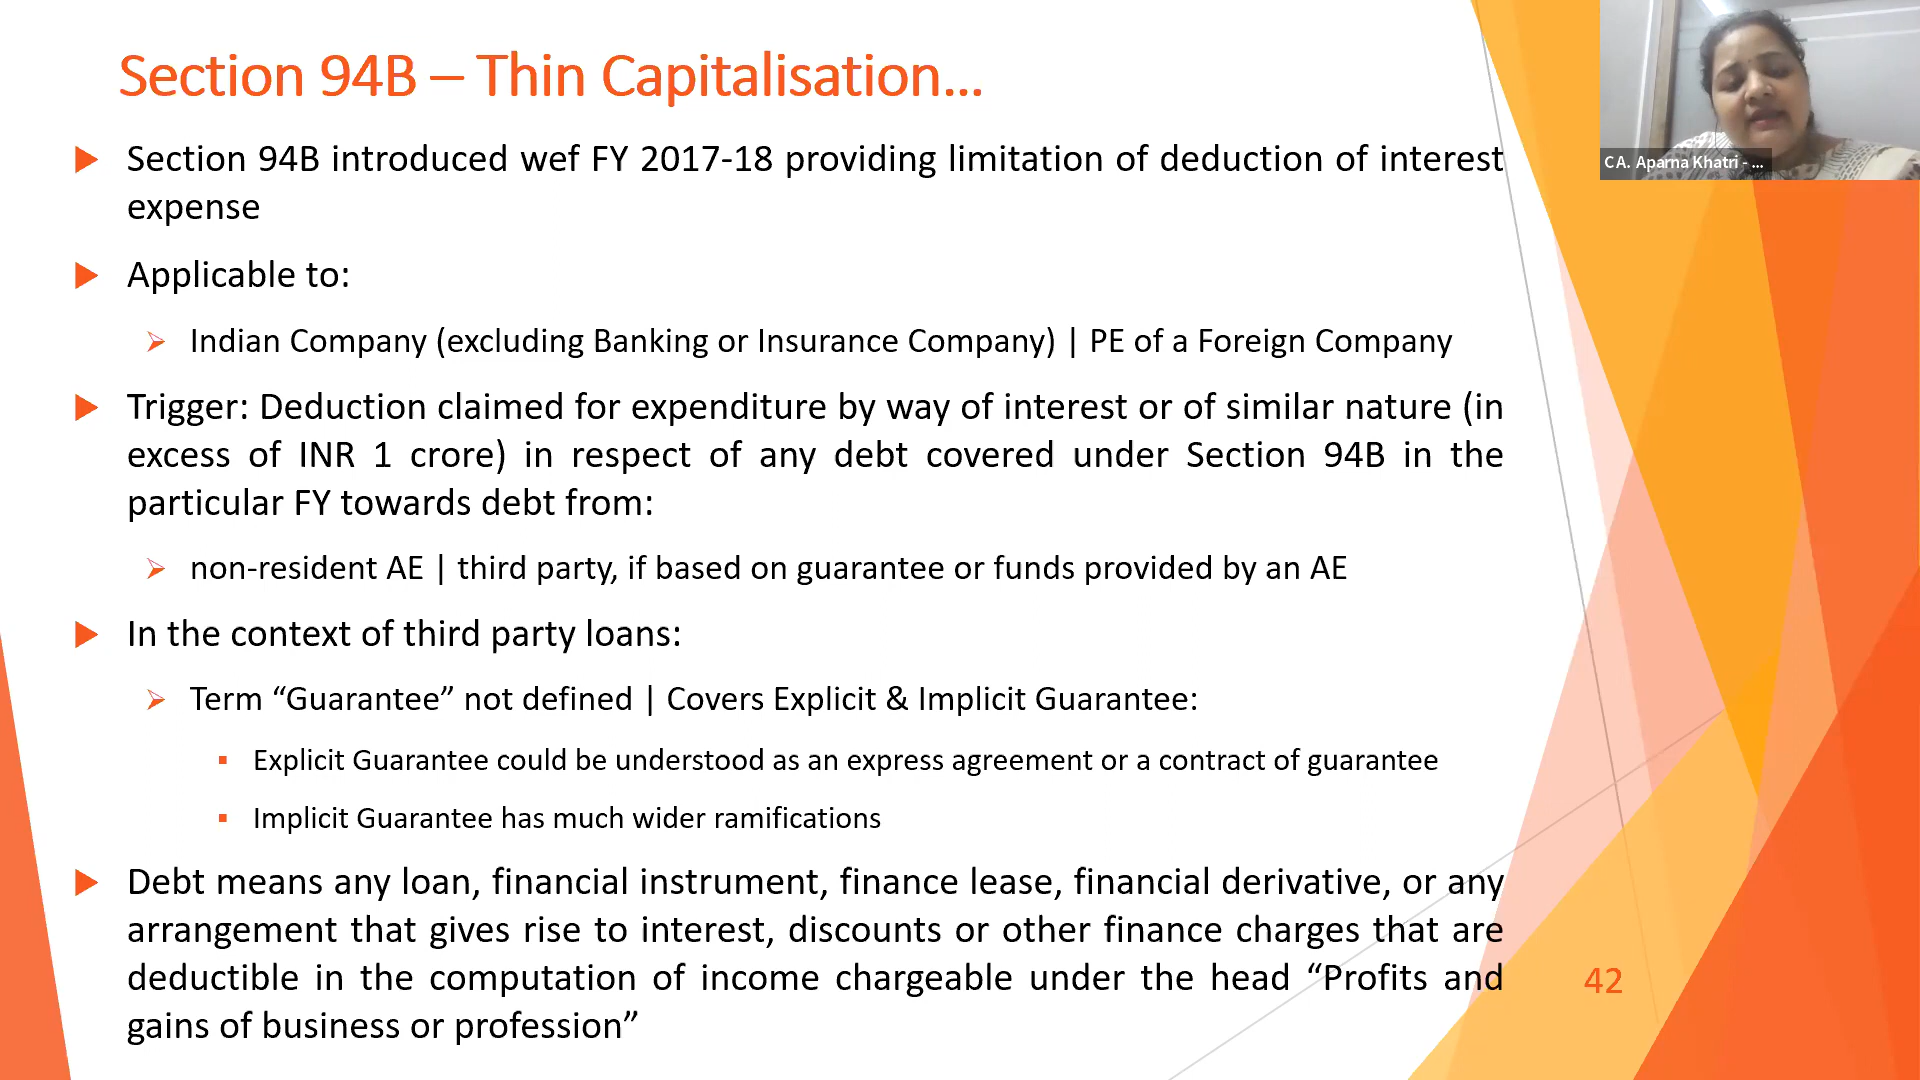 Section 94B – Thin Capitalisation...
Section 94B introduced wef FY 2017-18 providing limitation of deduction of interest
expense
Applicable to:
Indian Company (excluding Banking or Insurance Company) | PE of a Foreign Company
Trigger: Deduction claimed for expenditure by way of interest or of similar nature (in
excess of INR 1 crore) in respect of any debt covered under Section 94B in the
particular FY towards debt from:
non-resident AE | third party, if based on guarantee or funds provided by an AE
In the context of third party loans:
Term “Guarantee” not defined | Covers Explicit & Implicit Guarantee:
Explicit Guarantee could be understood as an express agreement or a contract of guarantee
Implicit Guarantee has much wider ramifications
Debt means any loan, financial instrument, finance lease, financial derivative, or any
arrangement that gives rise to interest, discounts or other finance charges that are
deductible in the computation of income chargeable under the head “Profits and
gains of business or profession”
42
CA. Aparna Khatri - ...